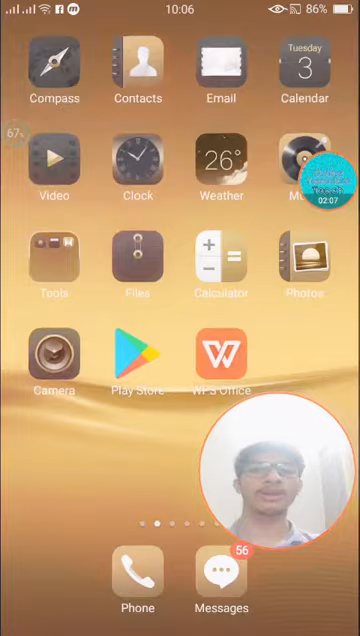 10:06
86%
Tuesday
3
Compass
Contacts
Email
Calendar
67%
26°
Video
Clock
Weather
02:07
Tools
Files
Calculator
Photos
Camera
Play Store
WPS Office
56
Phone
Messages